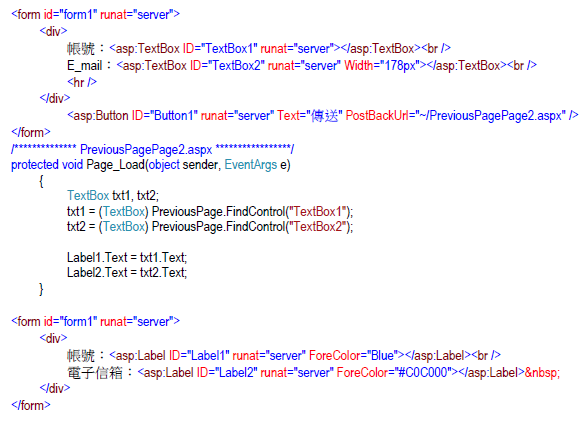 <form id="form1" runat="server">
<div>
帳號：<asp:TextBox ID="TextBox1" runat="server"></asp:TextBox><br />
E_mail：<asp:TextBox ID="TextBox2" runat="server" Width="178px"></asp:TextBox><br />
<hr />
</div>
<asp:Button ID="Button1" runat="server" Text="傳送" PostBackUrl="~/PreviousPagePage2.aspx" />
</form>
/************** PreviousPagePage2.aspx *****************/
protected void Page_Load(object sender, EventArgs e)
{
TextBox txt1, txt2;
txt1 = (TextBox) PreviousPage.FindControl("TextBox1");
txt2 = (TextBox) PreviousPage.FindControl("TextBox2");
Label1.Text = txt1.Text;
Label2.Text = txt2.Text;
}
<form id="form1" runat="server">
<div>
帳號：<asp:Label ID="Label1" runat="server" ForeColor="Blue"></asp:Label><br />
電子信箱：<asp:Label ID="Label2" runat="server" ForeColor="#C0C000"></asp:Label>&nbsp;
</div>
</form>